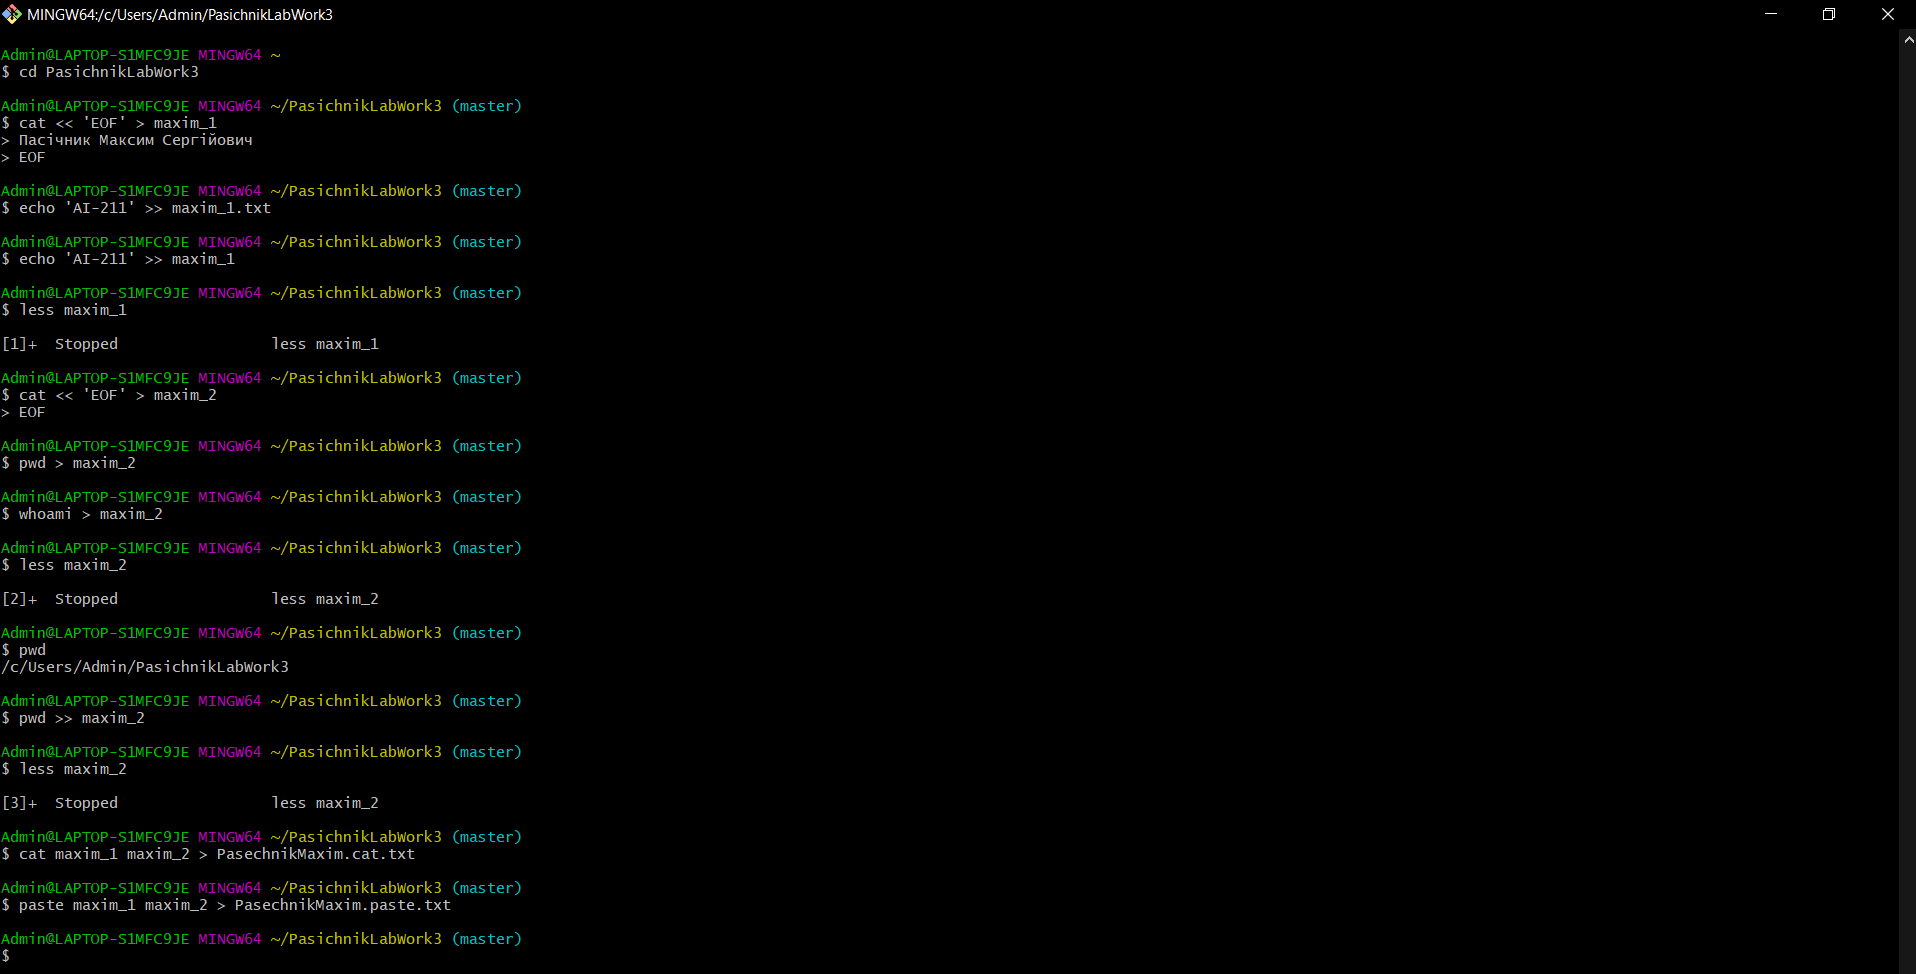 MINGW64:/c/Users/Admin/PasichnikLabWork3
Admin@LAPTOP-S1MFC9JE MINGW64 ~
$ cd PasichnikLabWork3
Admin@LAPTOP-S1MFC9JE MINGW64 ~/PasichnikLabWork3 (master)
$ cat << 'EOF' > maxim_1
> Пасічник Максим Сергійович
> EOF
Admin@LAPTOP-S1MFC9JE MINGW64 ~/PasichnikLabWork3 (master)
$ echo 'AI-211' >> maxim_1.txt
Admin@LAPTOP-S1MFC9JE MINGW64 ~/PasichnikLabWork3 (master)
$ echo 'AI-211' >> maxim_1
Admin@LAPTOP-S1MFC9JE MINGW64 ~/PasichnikLabWork3 (master)
$ less maxim_1
[1]+  Stopped                 less maxim_1
Admin@LAPTOP-S1MFC9JE MINGW64 ~/PasichnikLabWork3 (master)
$ cat << 'EOF' > maxim_2
> EOF
Admin@LAPTOP-S1MFC9JE MINGW64 ~/PasichnikLabWork3 (master)
$ pwd > maxim_2
Admin@LAPTOP-S1MFC9JE MINGW64 ~/PasichnikLabWork3 (master)
$ whoami > maxim_2
Admin@LAPTOP-S1MFC9JE MINGW64 ~/PasichnikLabWork3 (master)
$ less maxim_2
[2]+  Stopped                 less maxim_2
Admin@LAPTOP-S1MFC9JE MINGW64 ~/PasichnikLabWork3 (master)
$ pwd
/c/Users/Admin/PasichnikLabWork3
Admin@LAPTOP-S1MFC9JE MINGW64 ~/PasichnikLabWork3 (master)
$ pwd >> maxim_2
Admin@LAPTOP-S1MFC9JE MINGW64 ~/PasichnikLabWork3 (master)
$ less maxim_2
[3]+  Stopped                 less maxim_2
Admin@LAPTOP-S1MFC9JE MINGW64 ~/PasichnikLabWork3 (master)
$ cat maxim_1 maxim_2 > PasechnikMaxim.cat.txt
Admin@LAPTOP-S1MFC9JE MINGW64 ~/PasichnikLabWork3 (master)
$ paste maxim_1 maxim_2 > PasechnikMaxim.paste.txt
Admin@LAPTOP-S1MFC9JE MINGW64 ~/PasichnikLabWork3 (master)
$